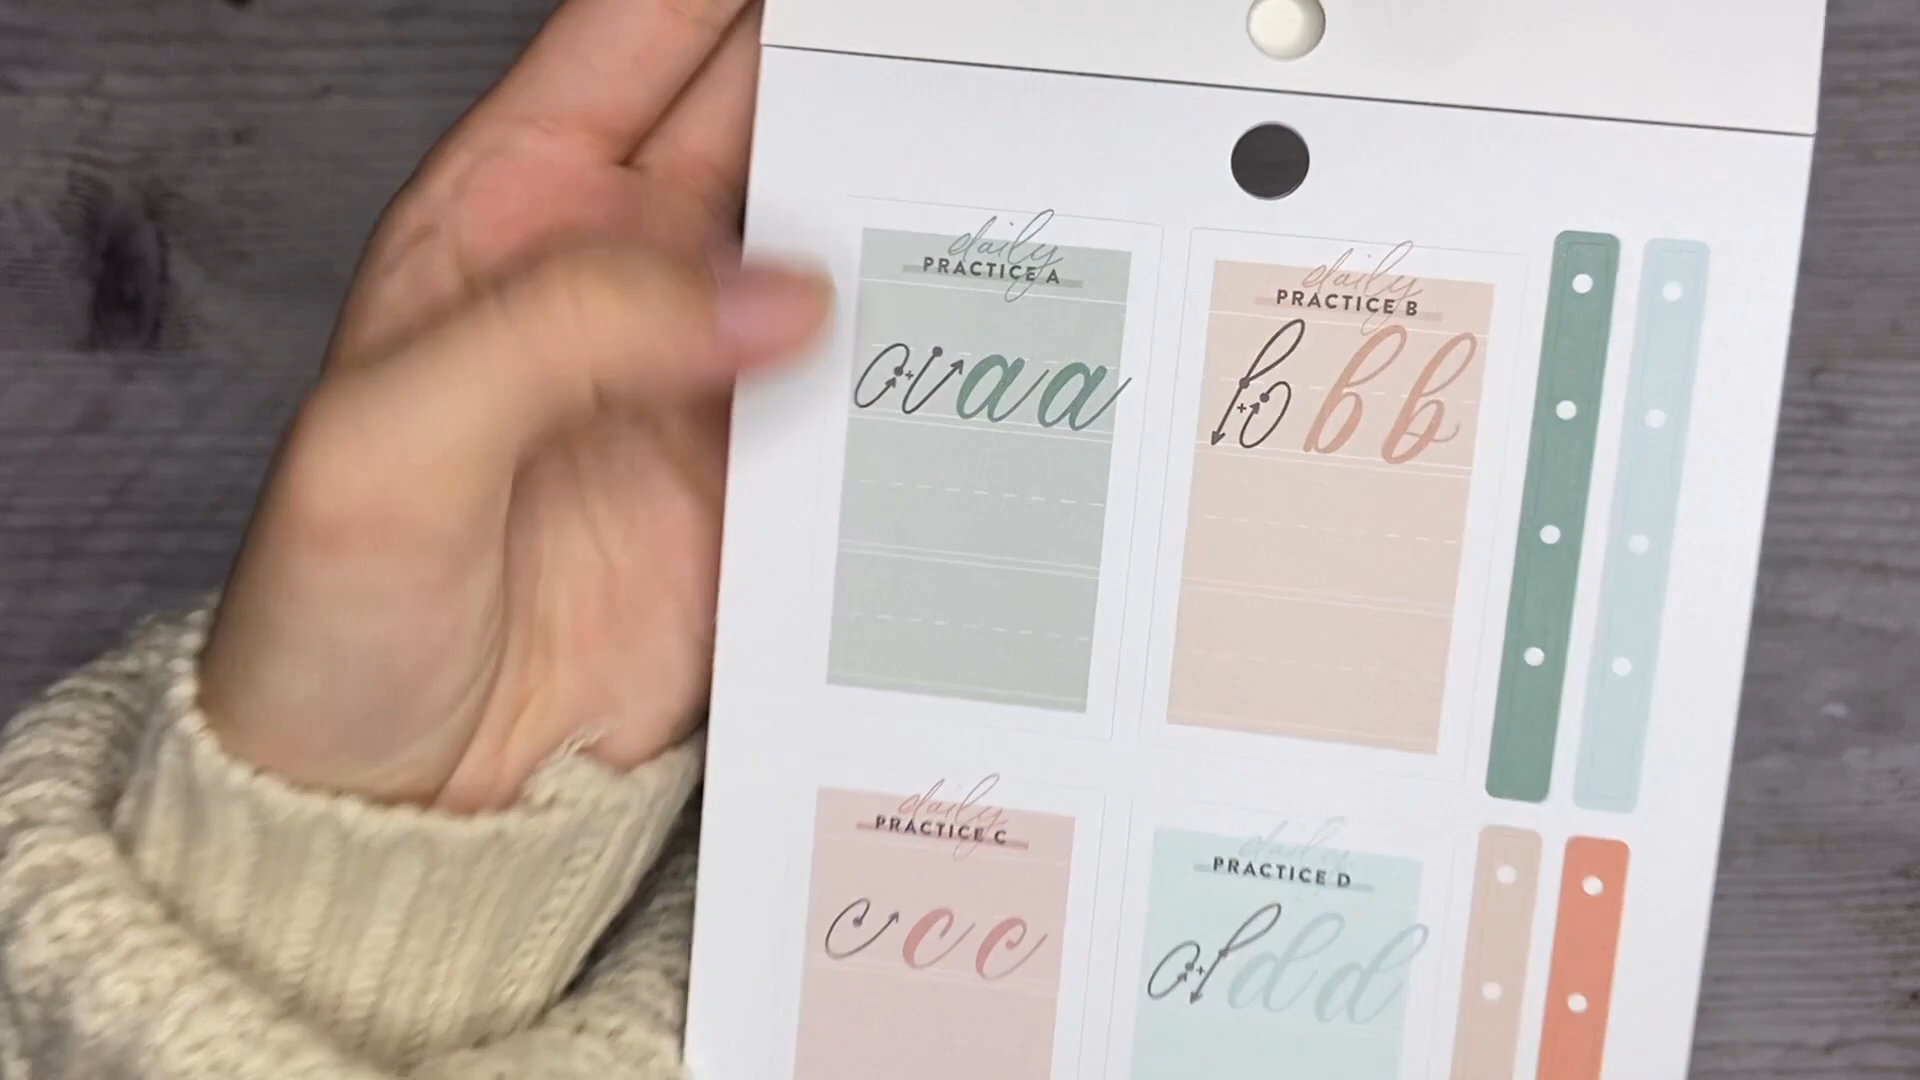 daily
PRACTICE A
a a
daily
PRACTICE B
b b b
daily
PRACTICE C
c c c
daily
PRACTICE D
d d d